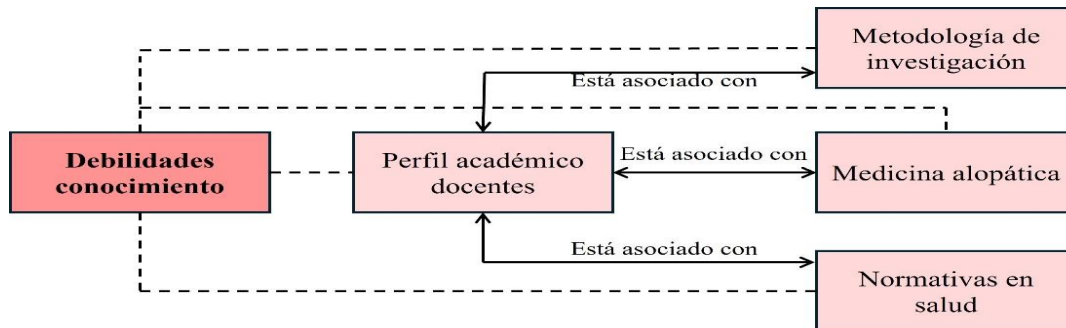 Metodología de
investigación
Está asociado con
Debilidades
conocimiento
Perfil académico
docentes
Está asociado con
Medicina alopática
Está asociado con
Normativas en
salud